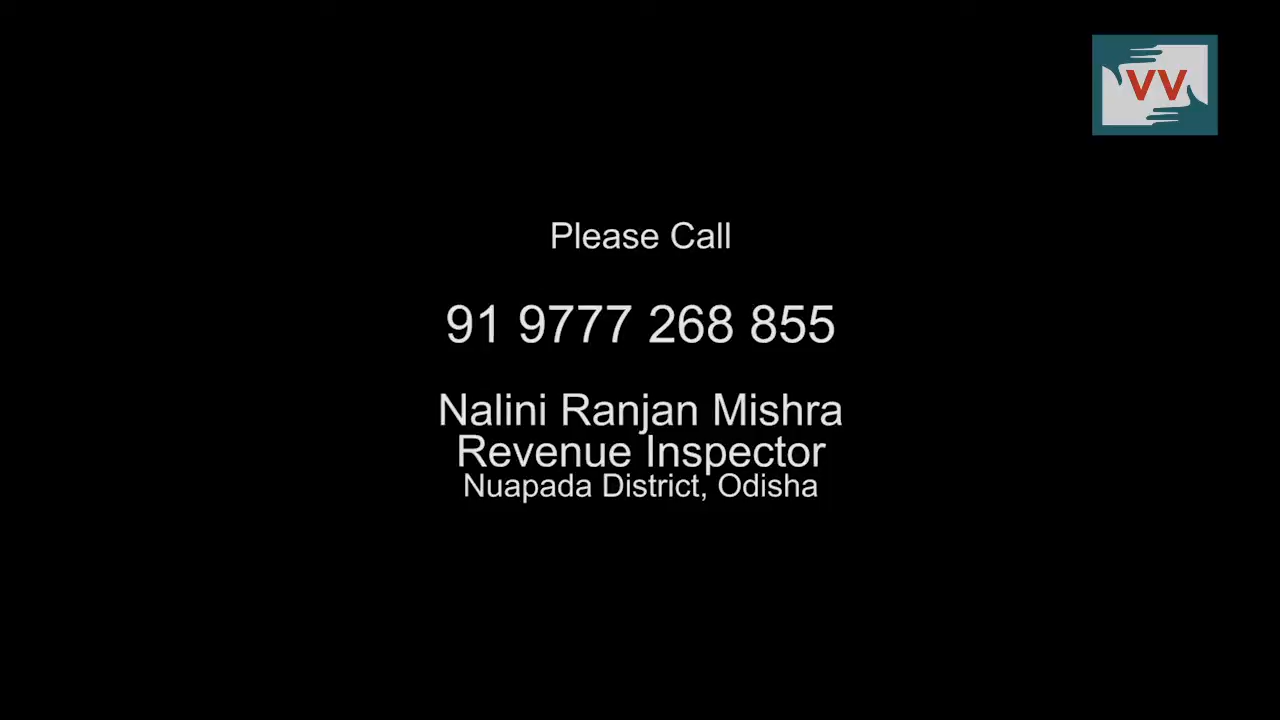 VV
Please Call
91 9777 268 855
Nalini Ranjan Mishra
Revenue Inspector
Nuapada District, Odisha